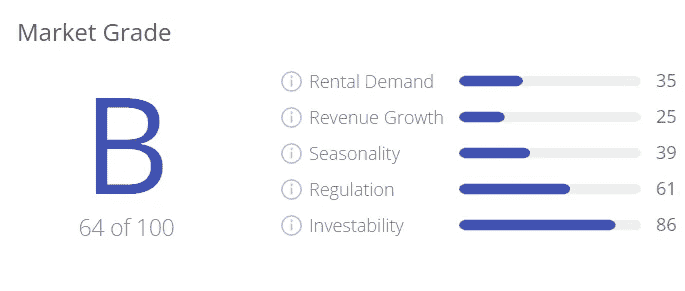 Market Grade
B
64 of 100
Rental Demand 35
Revenue Growth 25
Seasonality 39
Regulation 61
Investability 86